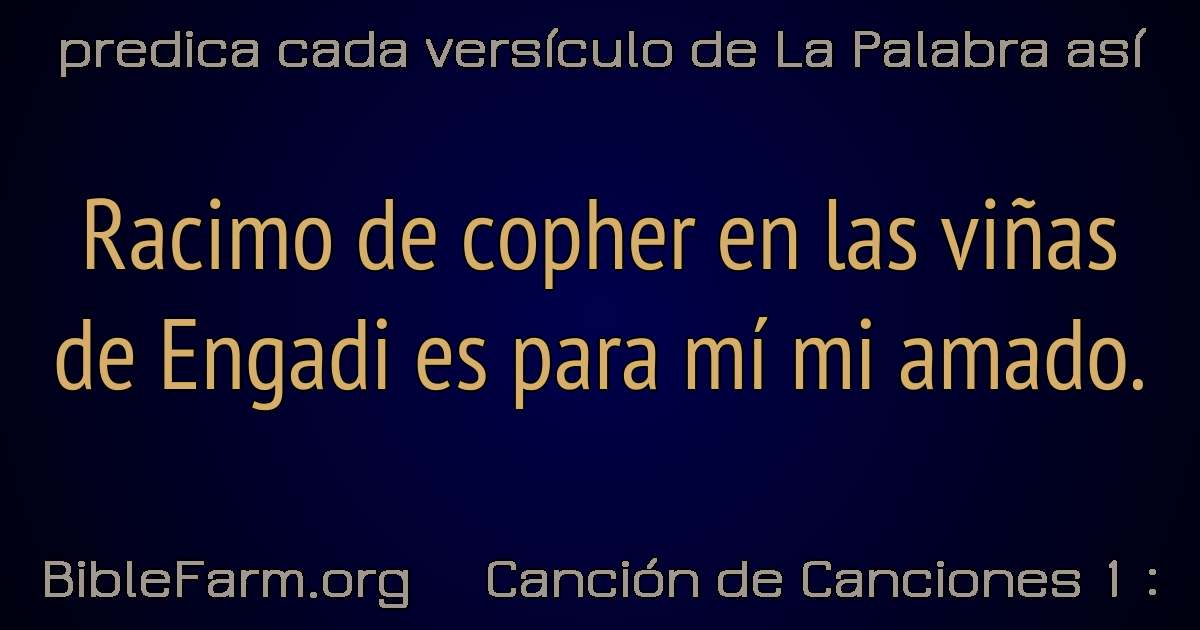 predica cada versículo de La Palabra así
Racimo de copher en las viñas
de Engadi es para mí mi amado.
BibleFarm.org Canción de Canciones 1 :